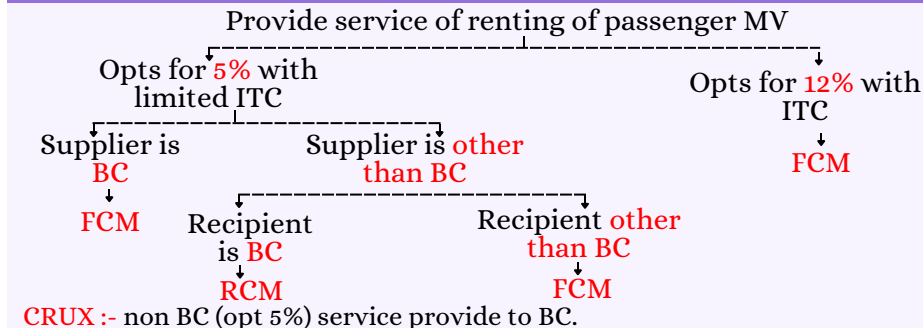 Provide service of renting of passenger MV
Opts for 5% with
limited ITC
Opts for 12% with
ITC
FCM
Supplier is
BC
FCM
Supplier is other
than BC
Recipient
is BC
RCM
Recipient other
than BC
FCM
CRUX :- non BC (opt 5%) service provide to BC.